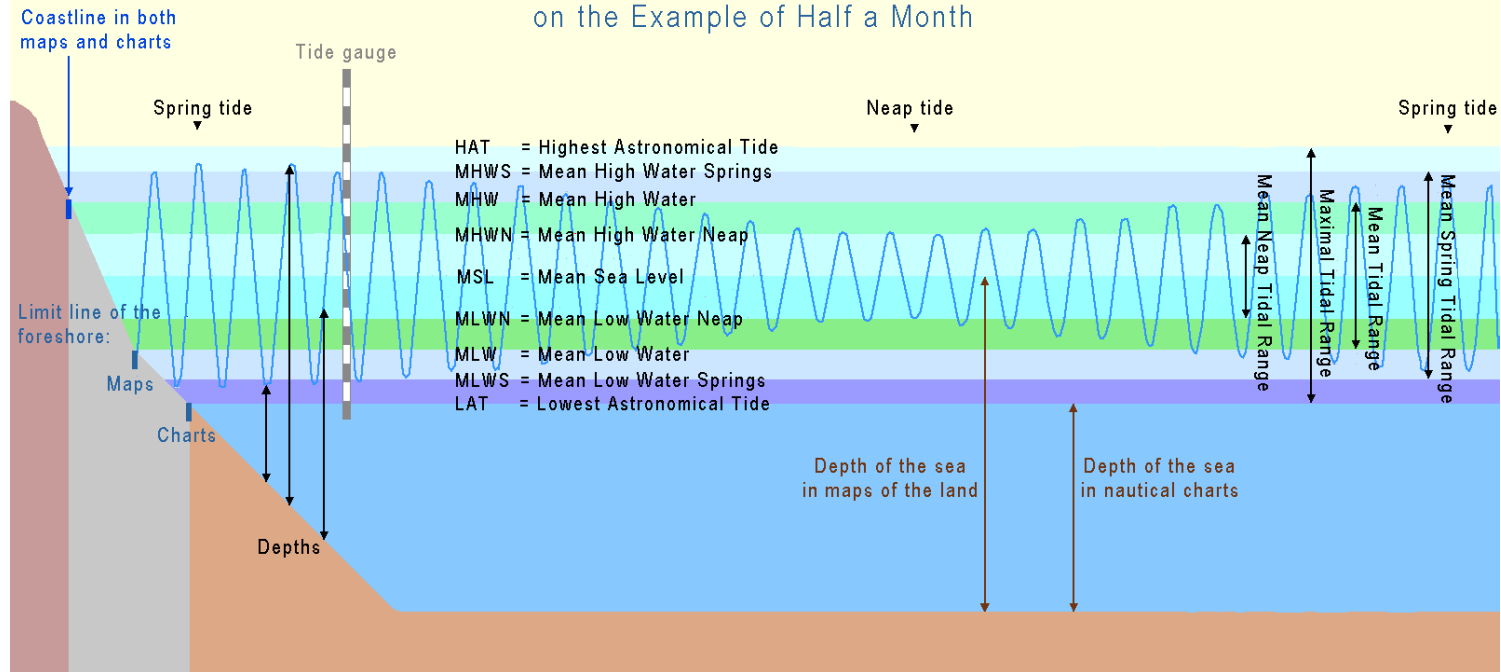 on the Example of Half a Month
Coastline in both
maps and charts
Tide gauge
Spring tide
Neap tide
Spring tide
HAT = Highest Astronomical Tide
MHWS = Mean High Water Springs
MHW = Mean High Water
MHWN = Mean High Water Neap
MSL = Mean Sea Level
MLWN = Mean Low Water Neap
MLW = Mean Low Water
MLWS = Mean Low Water Springs
LAT = Lowest Astronomical Tide
Mean Neap Tidal Range
Maximal Tidal Range
Mean Tidal Range
Mean Spring Tidal Range
Limit line of the
foreshore:
Maps
Charts
Depths
Depth of the sea
in maps of the land
Depth of the sea
in nautical charts